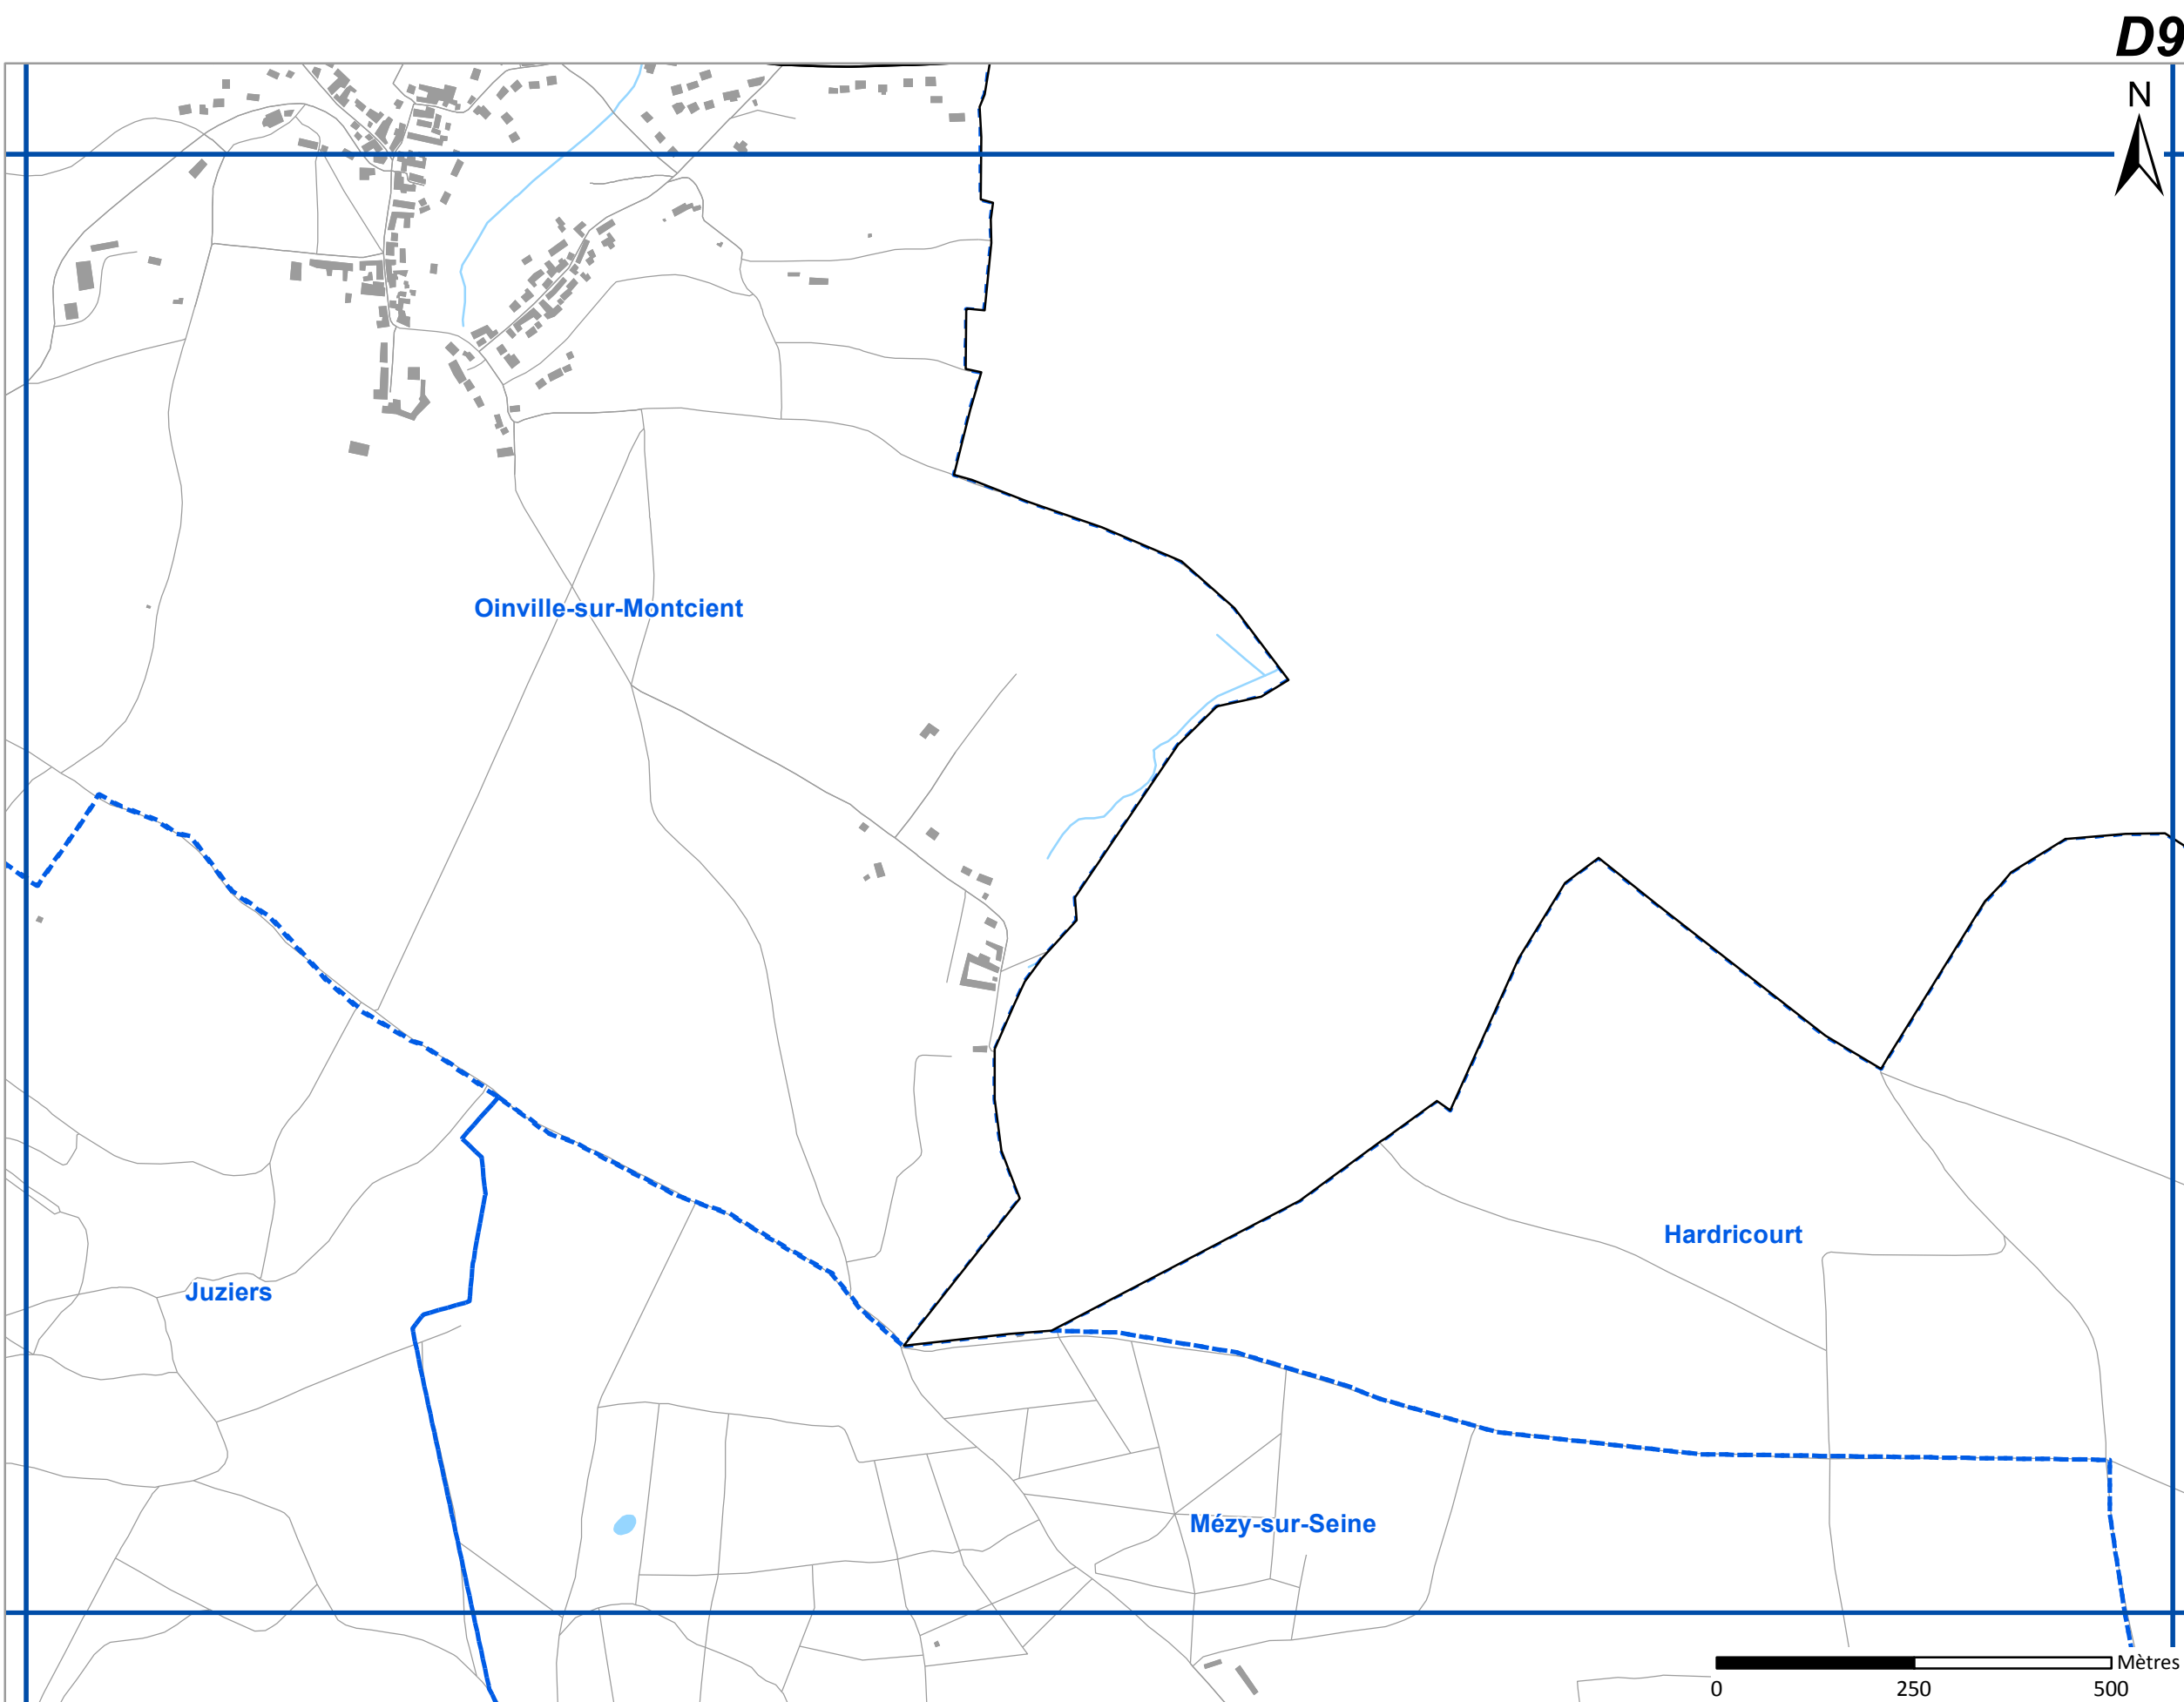 D9
N
Oinville-sur-Montcient
Hardricourt
Juziers
Mézy-sur-Seine
Mètres
0 250 500